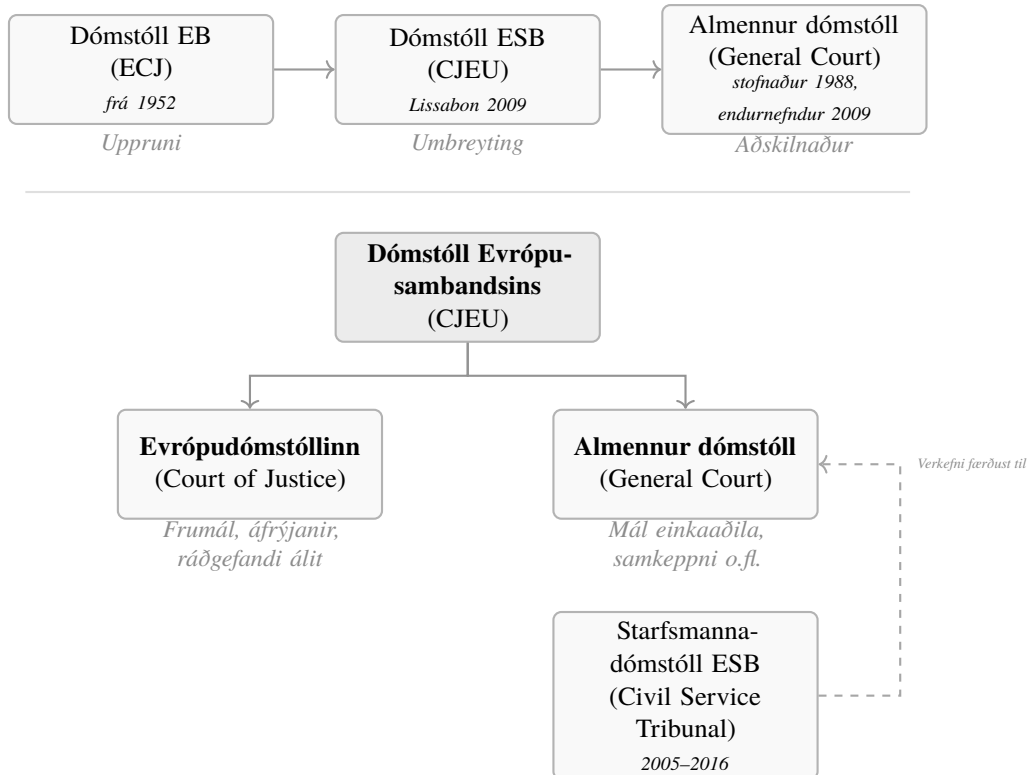 Dómstóll EB
(ECJ)
frá 1952
Uppruni
Dómstóll ESB
(CJEU)
Lissabon 2009
Umbreyting
Almennur dómstóll
(General Court)
stofnaður 1988,
endurnefndur 2009
Aðskilnaður
Dómstóll Evrópu-
sambandsins
(CJEU)
Evrópudómstóllinn
(Court of Justice)
Frumál, áfrýjanir,
ráðgefandi álit
Almennur dómstóll
(General Court)
Mál einkaaðila,
samkeppni o.fl.
Verkefni færðust til
Starfsmanna-
dómstóll ESB
(Civil Service
Tribunal)
2005–2016